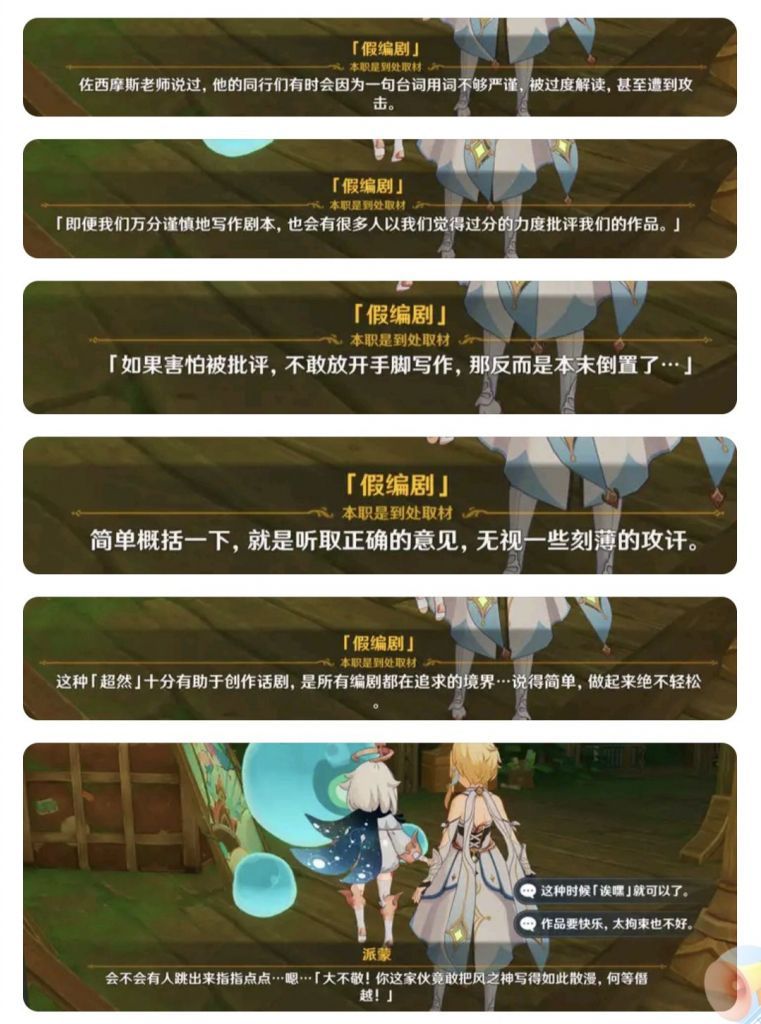 「假编剧」
本职是到处取材
佐西摩斯老师说过，他的同行们有时会因为一句台词用词不够严谨，被过度解读，甚至遭到攻
击。
「假编剧」
本职是到处取材
「即便我们万分谨慎地写作剧本，也会有很多人以我们觉得过分的力度批评我们的作品。」
「假编剧」
本职是到处取材
「如果害怕被批评，不敢放开手脚写作，那反而是本末倒置了…」
「假编剧」
本职是到处取材
简单概括一下，就是听取正确的意见，无视一些刻薄的攻讦。
「假编剧」
本职是到处取材
这种「超然」十分有助于创作话剧，是所有编剧都在追求的境界…说得简单，做起来绝不轻松
。
这种时候「诶嘿」就可以了。
作品要快乐，太拘束也不好。
派蒙
会不会有人跳出来指指点点…嗯…「大不敬！你这家伙竟敢把风之神写得如此散漫，何等僭
越！」